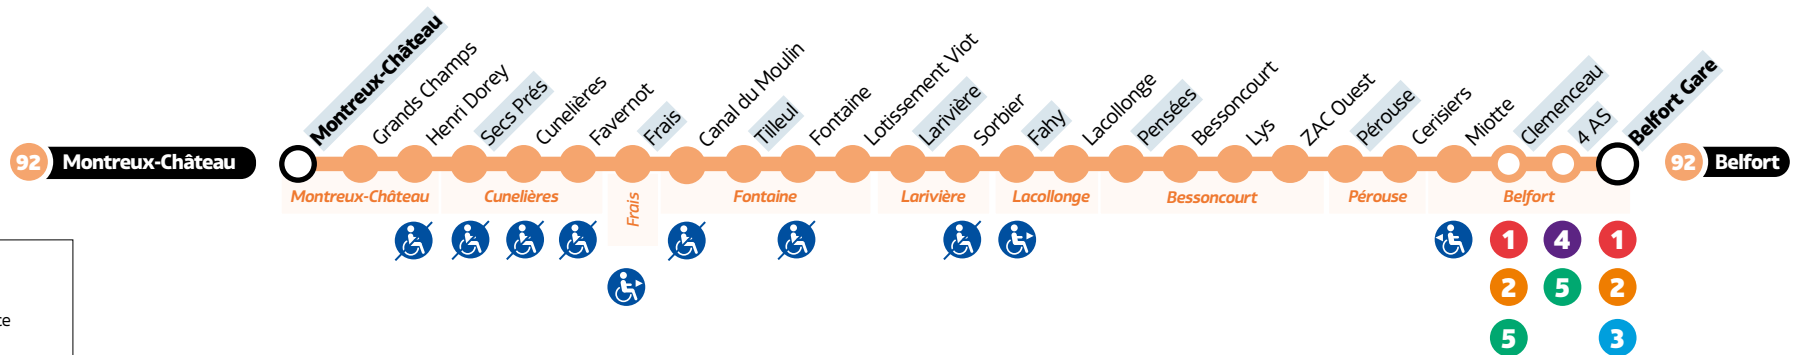 92 Montreux-Château
Montreux-Château
Grands Champs
Henri Dorey
Secs Prés
Cunelières
Favernot
Frais
Canal du Moulin
Tilleul
Fontaine
Lotissement Viot
Larivière
Sorbier
Fahy
Lacollonge
Pensées
Bessoncourt
Lys
ZAC Ouest
Pérouse
Cerisiers
Miotte
Clemenceau
4 AS
Belfort Gare
92 Belfort
Montreux-Château
Cunelières
Frais
Fontaine
Larivière
Lacollonge
Bessoncourt
Pérouse
Belfort
1 4 1
2 5 2
5 3